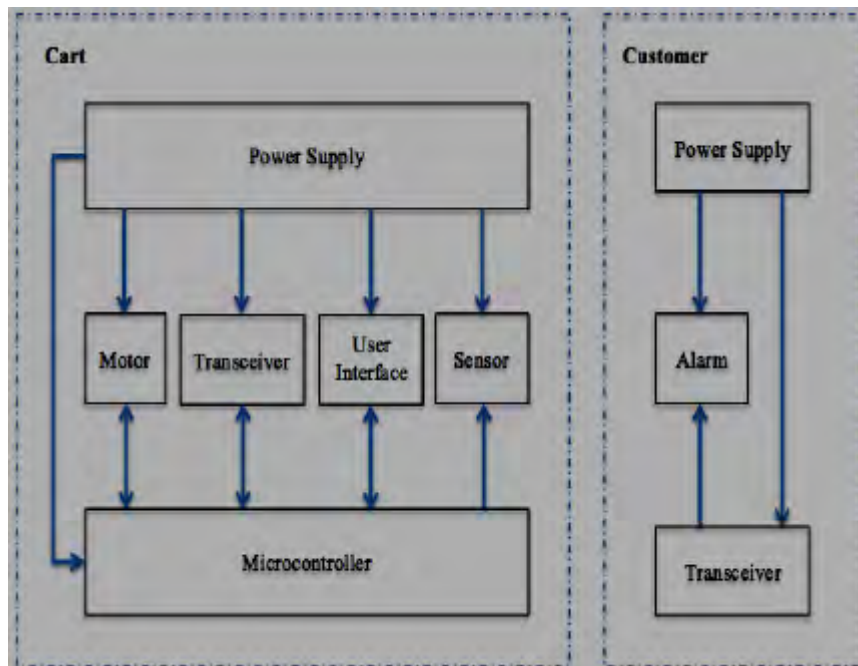 Cart
Customer
Power Supply
Power Supply
Motor
Transceiver
User
Interface
Sensor
Alarm
Microcontroller
Transceiver